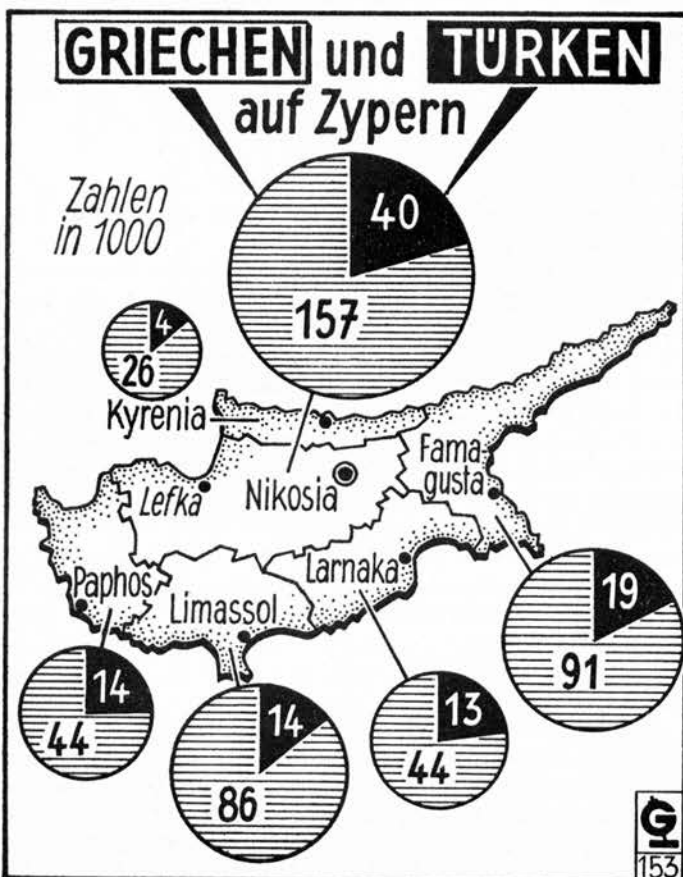 GRIECHEN und TÜRKEN
auf Zypern
Zahlen
in 1000
40
157
4
26
Kyrenia
Fama-
gusta
Lefka
Nikosia
Larnaka
Paphos
Limassol
19
91
14
44
14
86
13
44
G
153